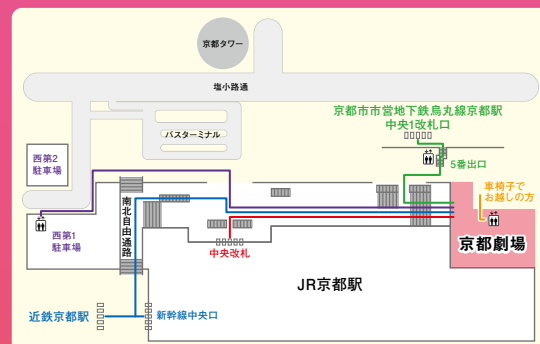 京都タワー
塩小路通
京都市市営地下鉄烏丸線京都駅
中央1改札口
バスターミナル
5番出口
西第2
駐車場
車椅子で
お越しの方
南北自由通路
西第1
駐車場
京都劇場
中央改札
JR京都駅
近鉄京都駅
新幹線中央口